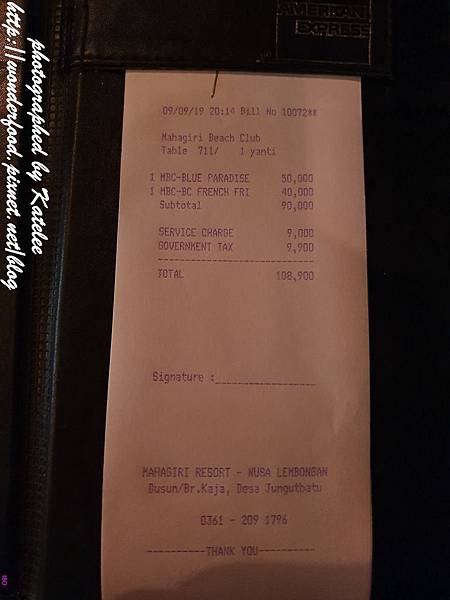 AMERICAN
EXPRESS
09/09/19 20:14 Bill No 10072**
Mahagiri Beach Club
Table 711/ 1 yanti
1 MBC-BLUE PARADISE 50,000
1 MBC-BC FRENCH FRI 40,000
Subtotal 90,000
SERVICE CHARGE 9,000
GOVERNMENT TAX 9,900
TOTAL 108,900
Signature :
MAHAGIRI RESORT - NUSA LEMBONGAN
Dusun/Br.Kaja, Desa Jungutbatu
0361 - 209 1796
----------THANK YOU----------
photographed by Katelee
http://wonderfood.pixnet.net/blog